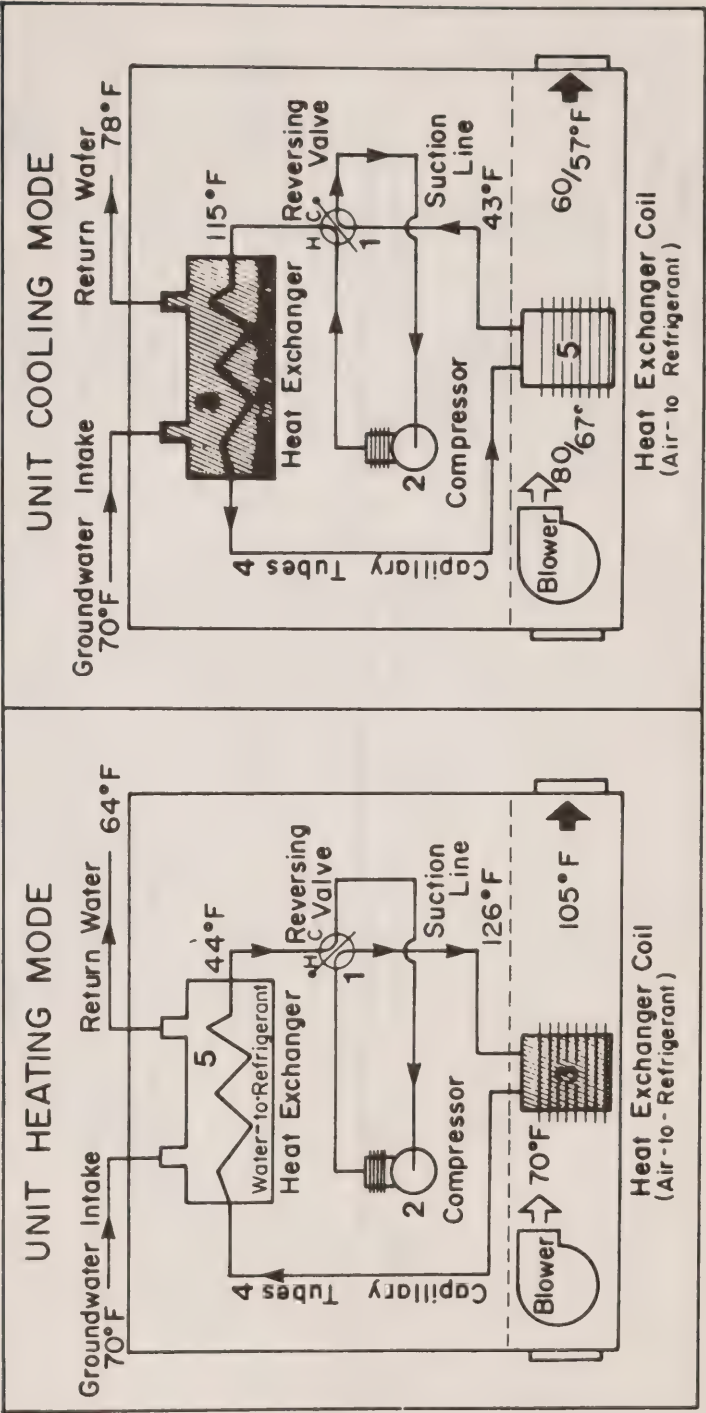 UNIT HEATING MODE
Groundwater Intake
70°F
Return Water
64°F
5
44°F
Water-to-Refrigerant
Heat Exchanger
H C
Reversing
Valve
1
4
Capillary Tubes
2
Compressor
Suction
Line
126°F
Blower
70°F
105°F
Heat Exchanger Coil
(Air-to-Refrigerant)
UNIT COOLING MODE
Groundwater Intake
70°F
Return Water
78°F
115°F
Heat Exchanger
H C
Reversing
Valve
1
4
Capillary Tubes
2
Compressor
Suction
Line
43°F
Blower
80/67°
5
60/57°F
Heat Exchanger Coil
(Air-to Refrigerant)